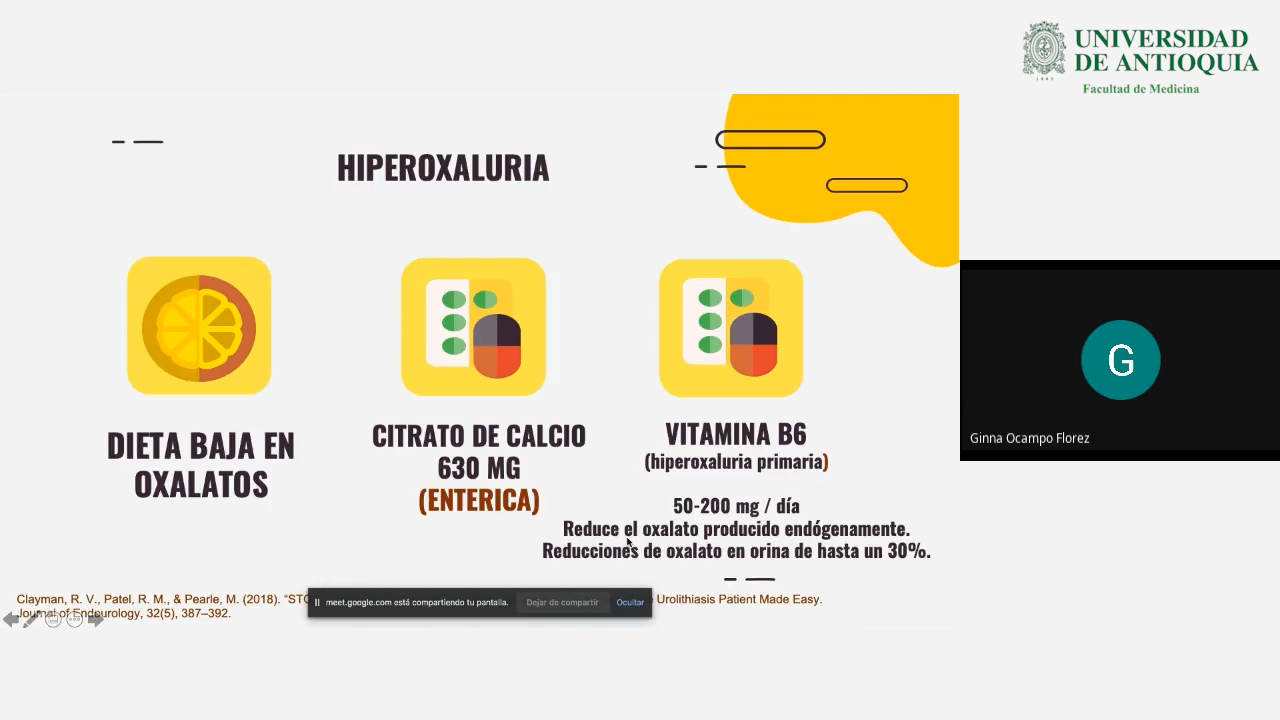 UNIVERSIDAD
DE ANTIOQUIA
Facultad de Medicina
HIPEROXALURIA
DIETA BAJA EN
OXALATOS
CITRATO DE CALCIO
630 MG
(ENTERICA)
VITAMINA B6
(hiperoxaluria primaria)
50-200 mg / día
Reduce el oxalato producido endógenamente.
Reducciones de oxalato en orina de hasta un 30%.
Clayman, R. V., Patel, R. M., & Pearle, M. (2018). “STO Urolithiasis Patient Made Easy.
Journal of Endourology, 32(5), 387–392.
meet.google.com está compartiendo tu pantalla. Dejar de compartir Ocultar
G
Ginna Ocampo Florez